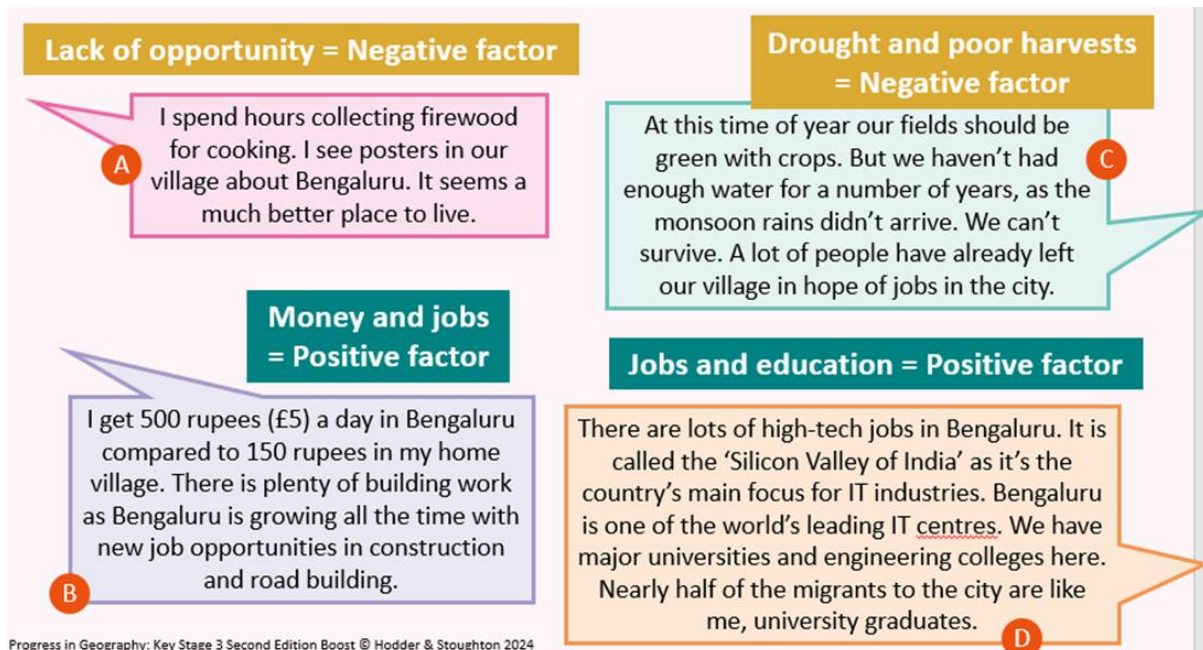 Lack of opportunity = Negative factor
I spend hours collecting firewood
for cooking. I see posters in our
village about Bengaluru. It seems a
much better place to live.
A
Drought and poor harvests
= Negative factor
At this time of year our fields should be
green with crops. But we haven't had
enough water for a number of years, as the
monsoon rains didn't arrive. We can't
survive. A lot of people have already left
our village in hope of jobs in the city.
C
Money and jobs
= Positive factor
I get 500 rupees (£5) a day in Bengaluru
compared to 150 rupees in my home
village. There is plenty of building work
as Bengaluru is growing all the time with
new job opportunities in construction
and road building.
B
Jobs and education = Positive factor
There are lots of high-tech jobs in Bengaluru. It is
called the 'Silicon Valley of India' as it's the
country's main focus for IT industries. Bengaluru
is one of the world's leading IT centres. We have
major universities and engineering colleges here.
Nearly half of the migrants to the city are like
me, university graduates.
D
Progress in Geography: Key Stage 3 Second Edition Boost © Hodder & Stoughton 2024